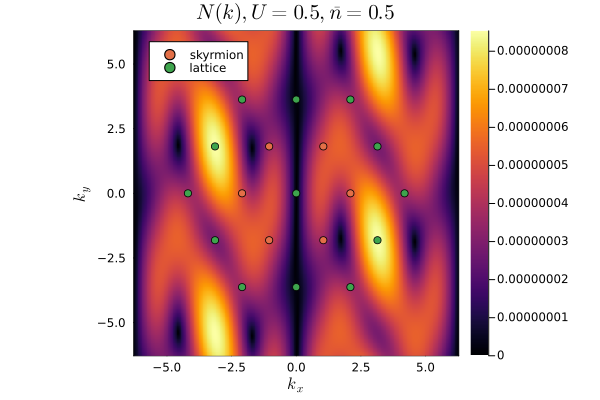 N(k), U = 0.5, n̄ = 0.5
skyrmion
lattice
5.0
2.5
0.0
−2.5
−5.0
k_y
−5.0 −2.5 0.0 2.5 5.0
k_x
0.00000008
0.00000007
0.00000006
0.00000005
0.00000004
0.00000003
0.00000002
0.00000001
0